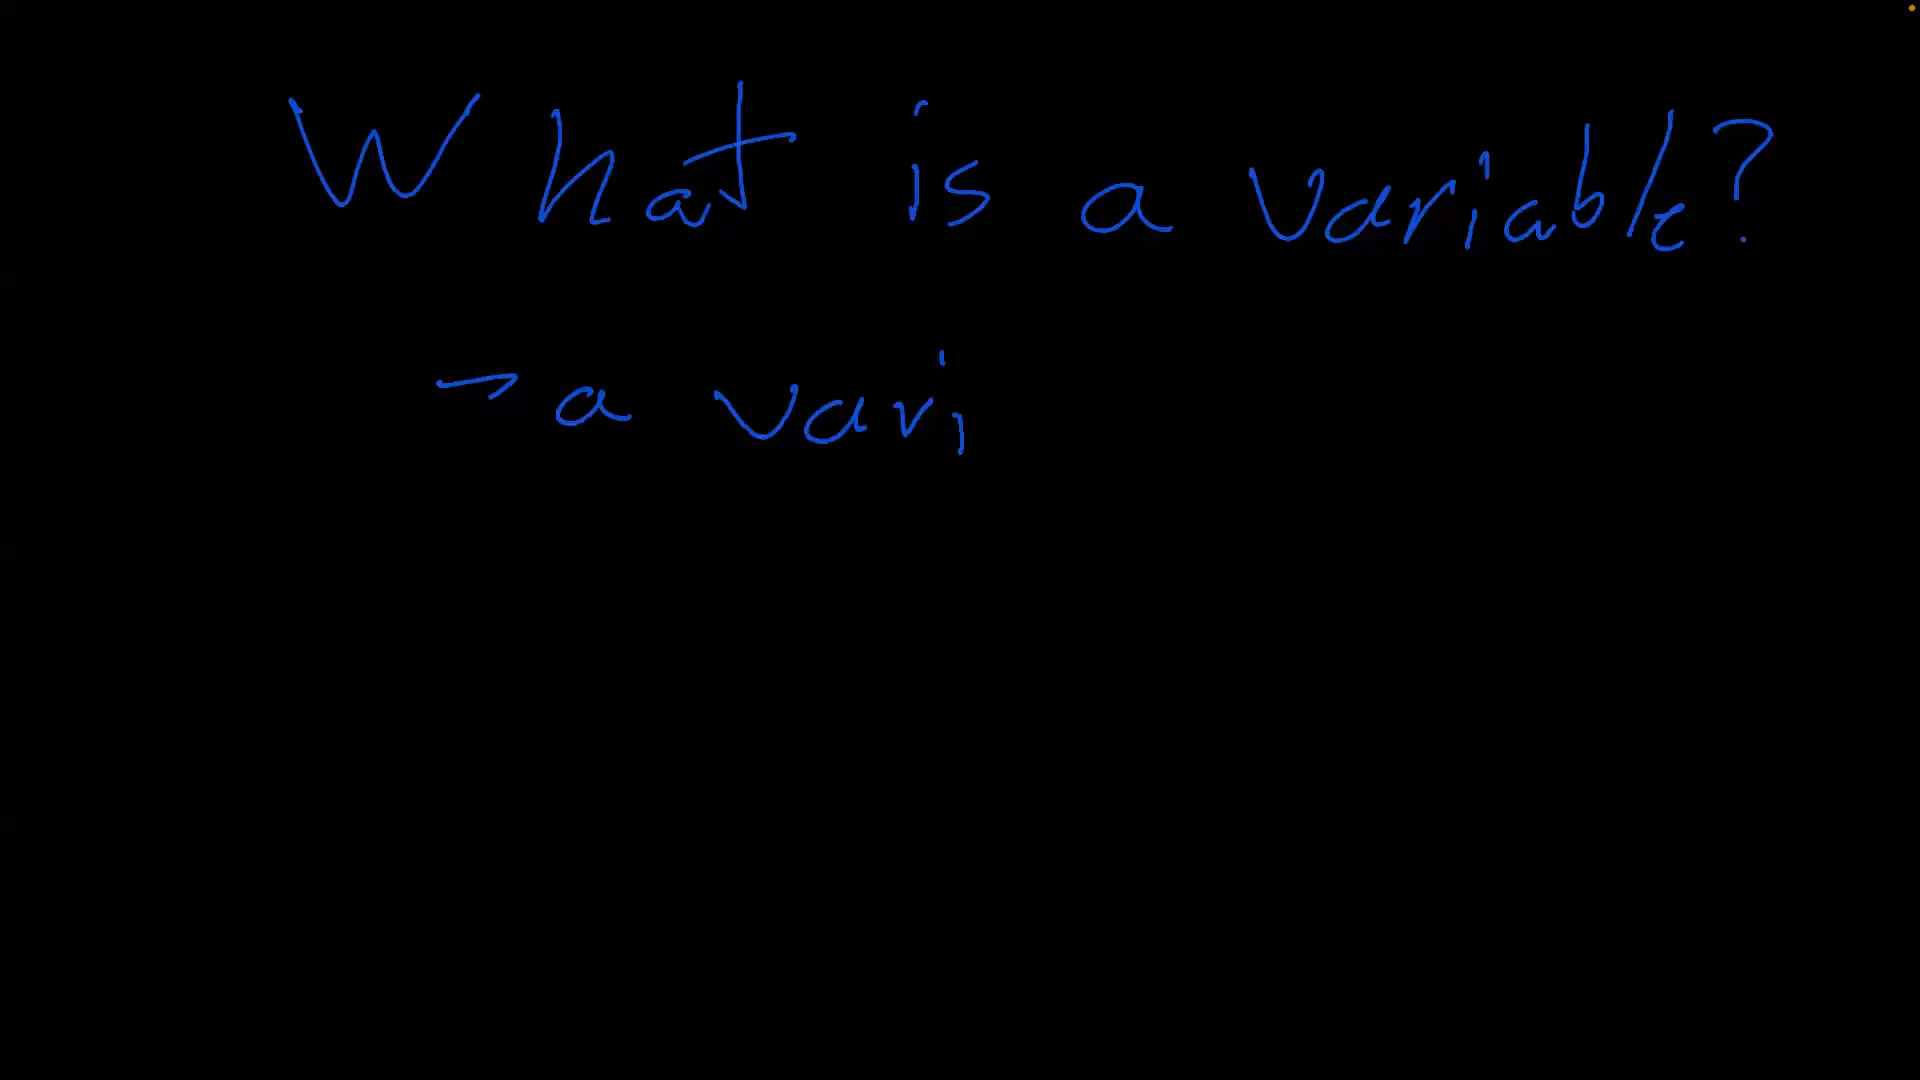 What is a variable?
→ a vari